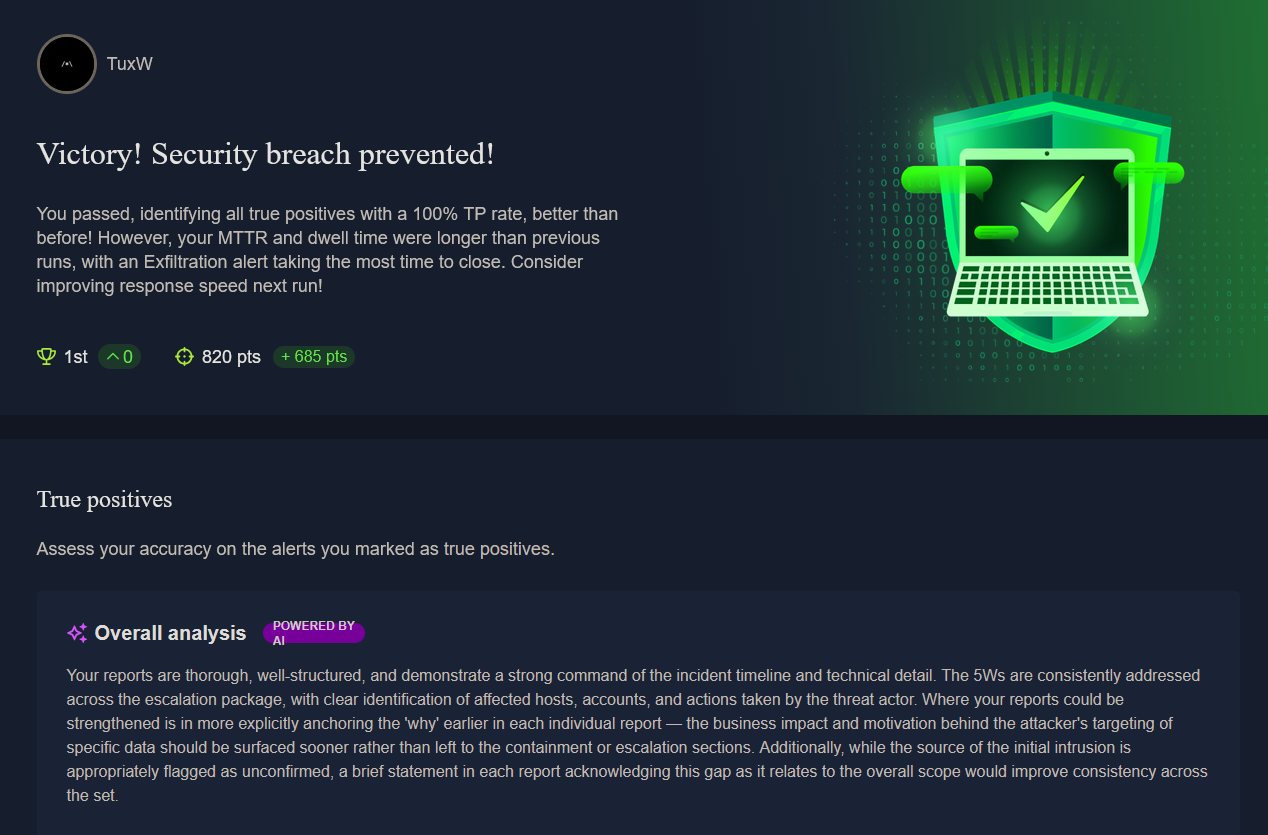 TuxW
Victory! Security breach prevented!
You passed, identifying all true positives with a 100% TP rate, better than
before! However, your MTTR and dwell time were longer than previous
runs, with an Exfiltration alert taking the most time to close. Consider
improving response speed next run!
1st 0 820 pts + 685 pts
True positives
Assess your accuracy on the alerts you marked as true positives.
Overall analysis POWERED BY
AI
Your reports are thorough, well-structured, and demonstrate a strong command of the incident timeline and technical detail. The 5Ws are consistently addressed
across the escalation package, with clear identification of affected hosts, accounts, and actions taken by the threat actor. Where your reports could be
strengthened is in more explicitly anchoring the 'why' earlier in each individual report — the business impact and motivation behind the attacker's targeting of
specific data should be surfaced sooner rather than left to the containment or escalation sections. Additionally, while the source of the initial intrusion is
appropriately flagged as unconfirmed, a brief statement in each report acknowledging this gap as it relates to the overall scope would improve consistency across
the set.